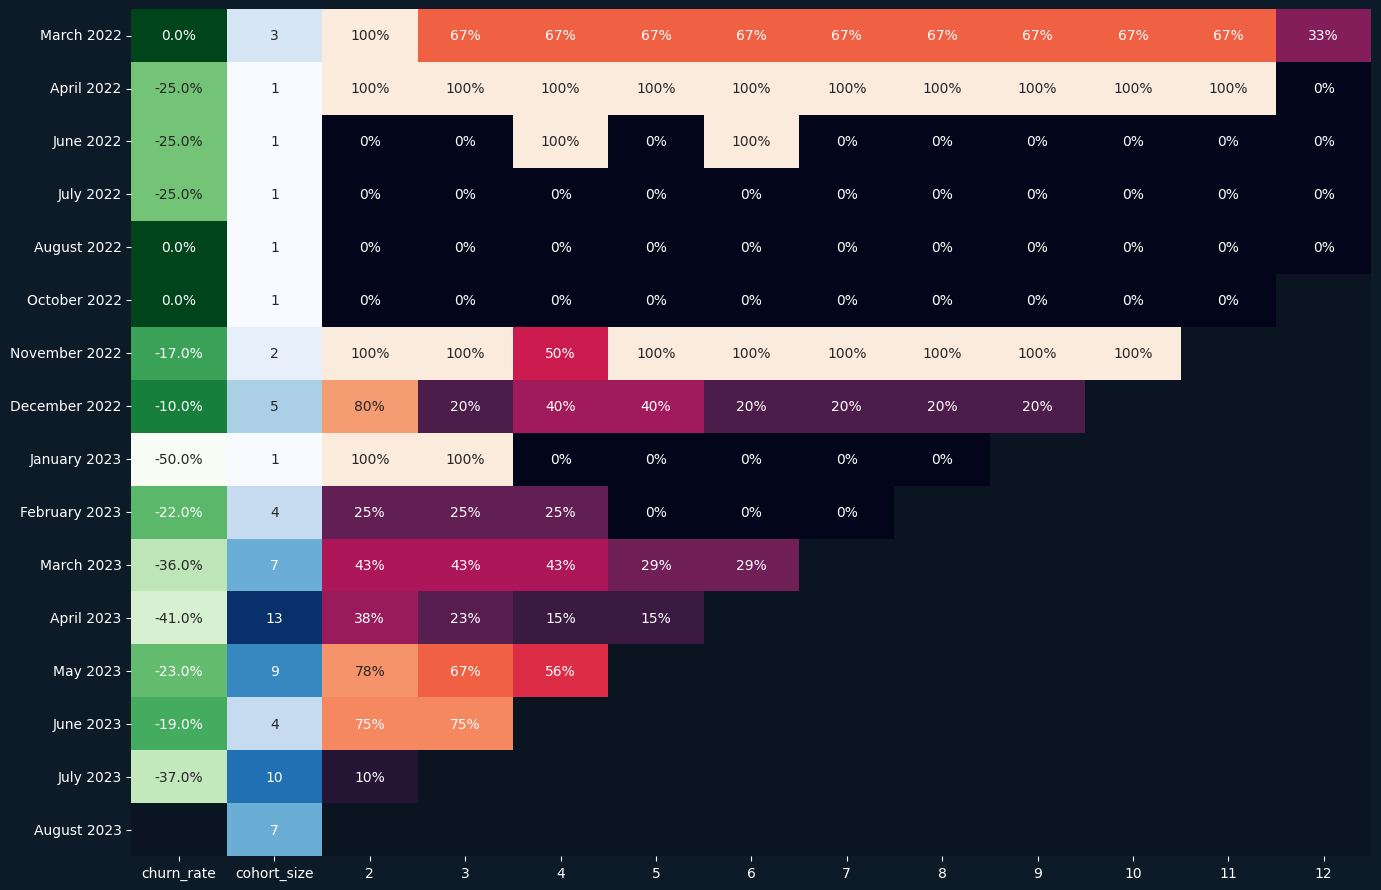 March 2022 0.0% 3 100% 67% 67% 67% 67% 67% 67% 67% 67% 67% 33%
April 2022 -25.0% 1 100% 100% 100% 100% 100% 100% 100% 100% 100% 100% 0%
June 2022 -25.0% 1 0% 0% 100% 0% 100% 0% 0% 0% 0% 0% 0%
July 2022 -25.0% 1 0% 0% 0% 0% 0% 0% 0% 0% 0% 0% 0%
August 2022 0.0% 1 0% 0% 0% 0% 0% 0% 0% 0% 0% 0% 0%
October 2022 0.0% 1 0% 0% 0% 0% 0% 0% 0% 0% 0% 0%
November 2022 -17.0% 2 100% 100% 50% 100% 100% 100% 100% 100% 100%
December 2022 -10.0% 5 80% 20% 40% 40% 20% 20% 20% 20%
January 2023 -50.0% 1 100% 100% 0% 0% 0% 0% 0%
February 2023 -22.0% 4 25% 25% 25% 0% 0% 0%
March 2023 -36.0% 7 43% 43% 43% 29% 29%
April 2023 -41.0% 13 38% 23% 15% 15%
May 2023 -23.0% 9 78% 67% 56%
June 2023 -19.0% 4 75% 75%
July 2023 -37.0% 10 10%
August 2023 7
churn_rate cohort_size 2 3 4 5 6 7 8 9 10 11 12